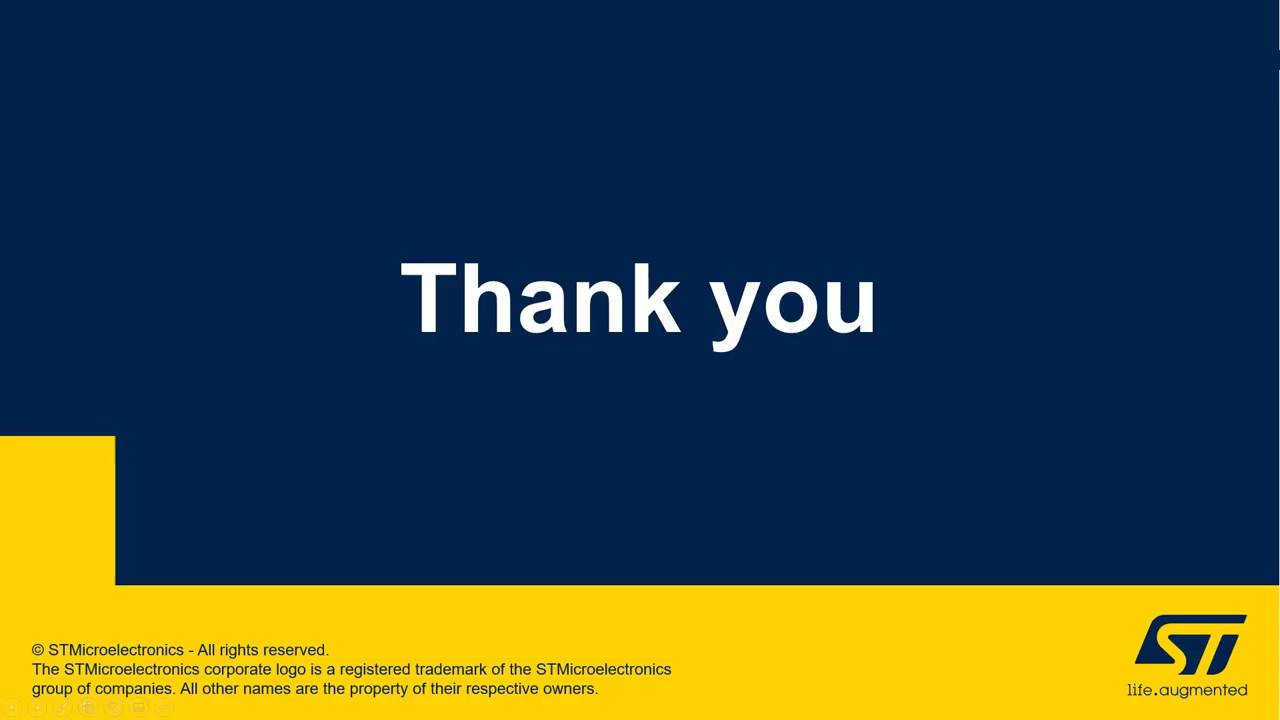 Thank you
© STMicroelectronics - All rights reserved.
The STMicroelectronics corporate logo is a registered trademark of the STMicroelectronics
group of companies. All other names are the property of their respective owners.
ST
life.augmented